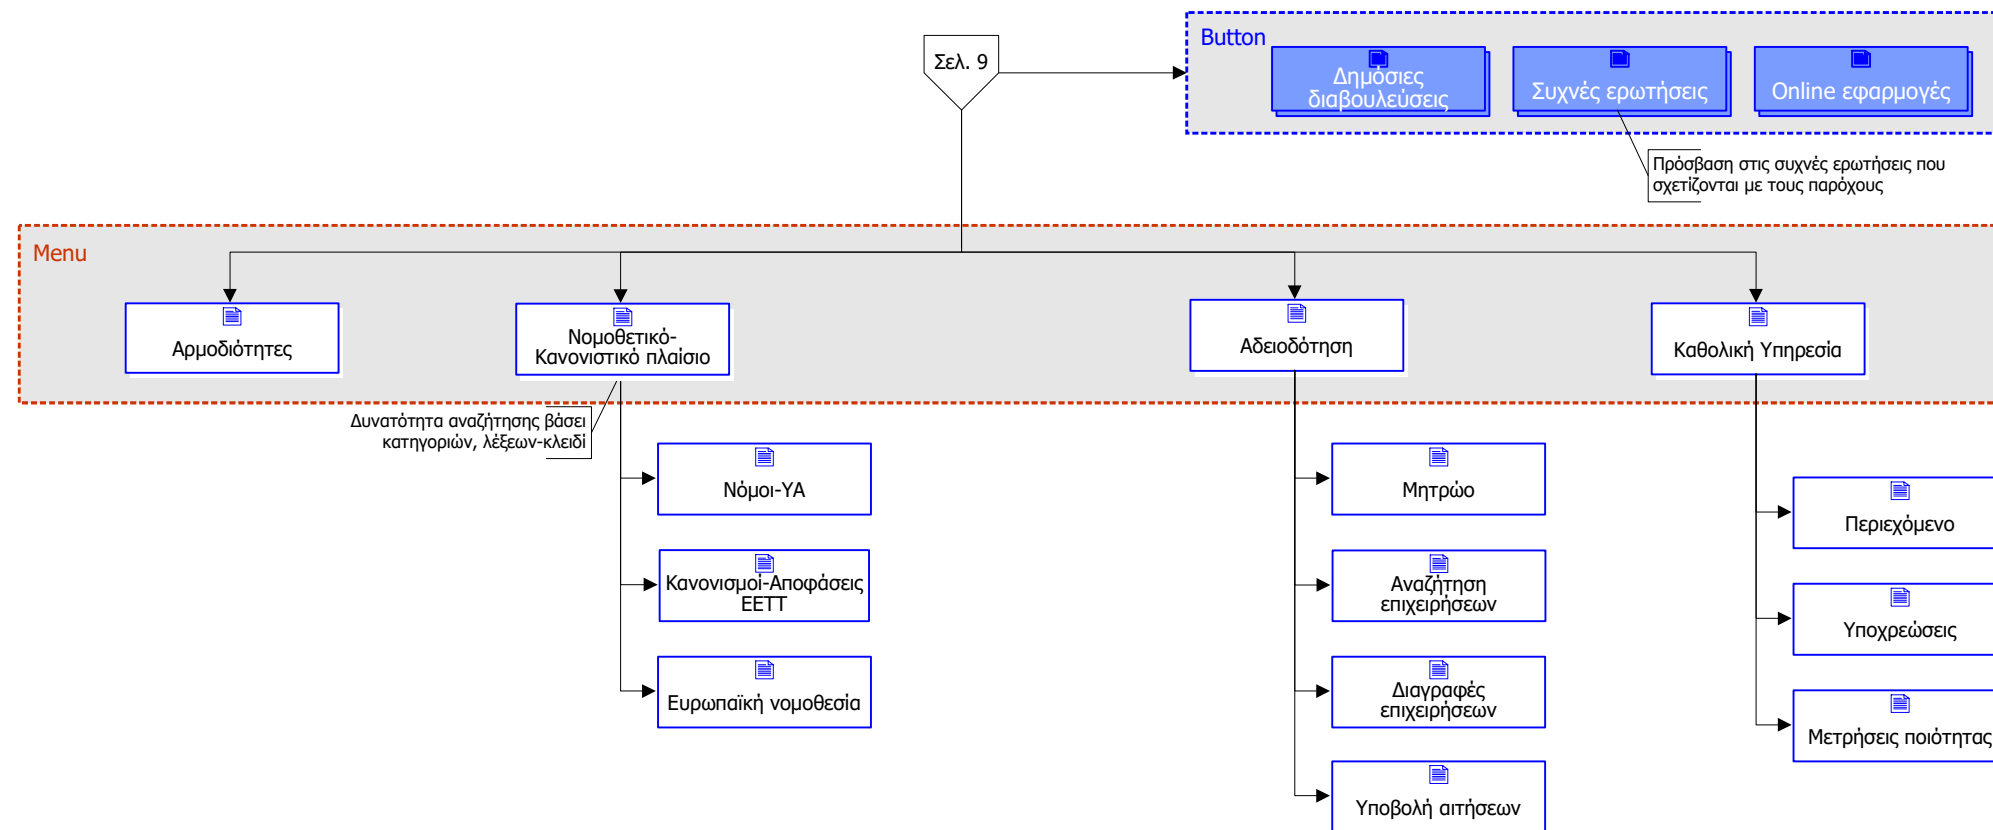 Σελ. 9
Button
Δημόσιες
διαβουλεύσεις
Συχνές ερωτήσεις
Online εφαρμογές
Πρόσβαση στις συχνές ερωτήσεις που
σχετίζονται με τους παρόχους
Menu
Αρμοδιότητες
Νομοθετικό-
Κανονιστικό πλαίσιο
Αδειοδότηση
Καθολική Υπηρεσία
Δυνατότητα αναζήτησης βάσει
κατηγοριών, λέξεων-κλειδί
Νόμοι-ΥΑ
Κανονισμοί-Αποφάσεις
ΕΕΤΤ
Ευρωπαϊκή νομοθεσία
Μητρώο
Αναζήτηση
επιχειρήσεων
Διαγραφές
επιχειρήσεων
Υποβολή αιτήσεων
Περιεχόμενο
Υποχρεώσεις
Μετρήσεις ποιότητας